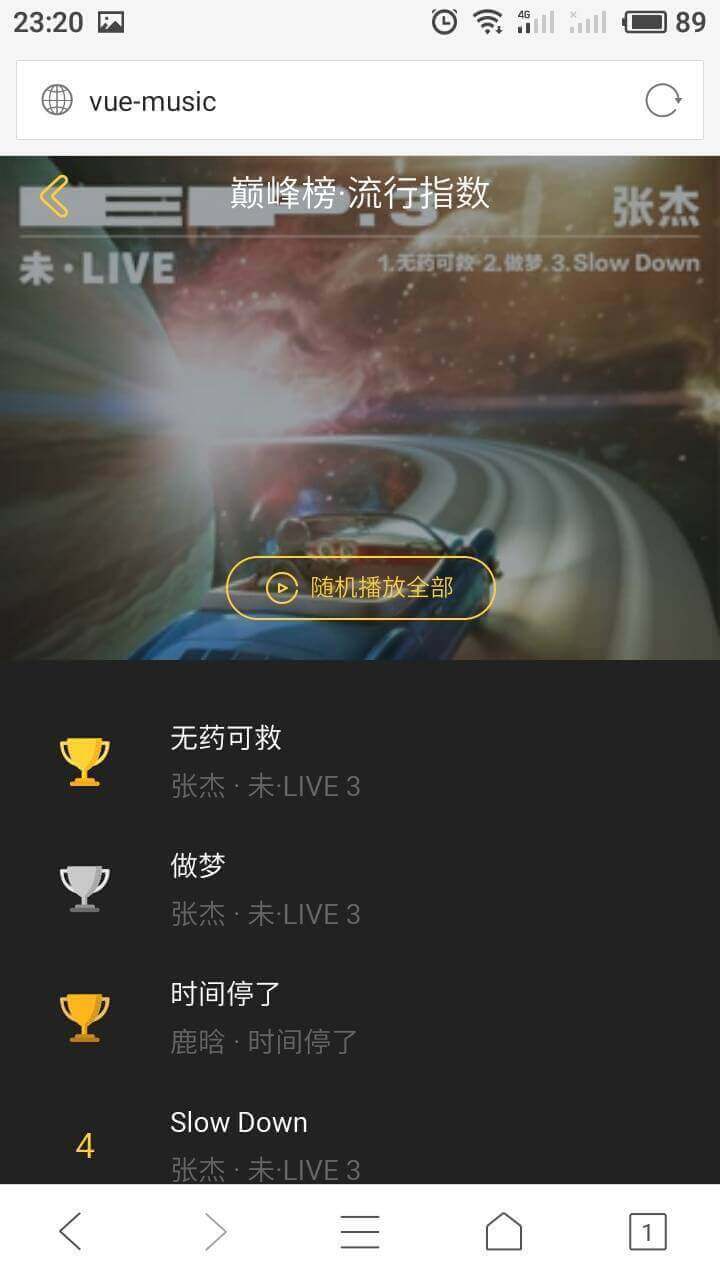 23:20
4G
89
vue-music
巅峰榜·流行指数
张杰
未·LIVE
1.无药可救 2.做梦 3.Slow Down
随机播放全部
无药可救
张杰 · 未·LIVE 3
做梦
张杰 · 未·LIVE 3
时间停了
鹿晗 · 时间停了
4
Slow Down
张杰 · 未·LIVE 3
1